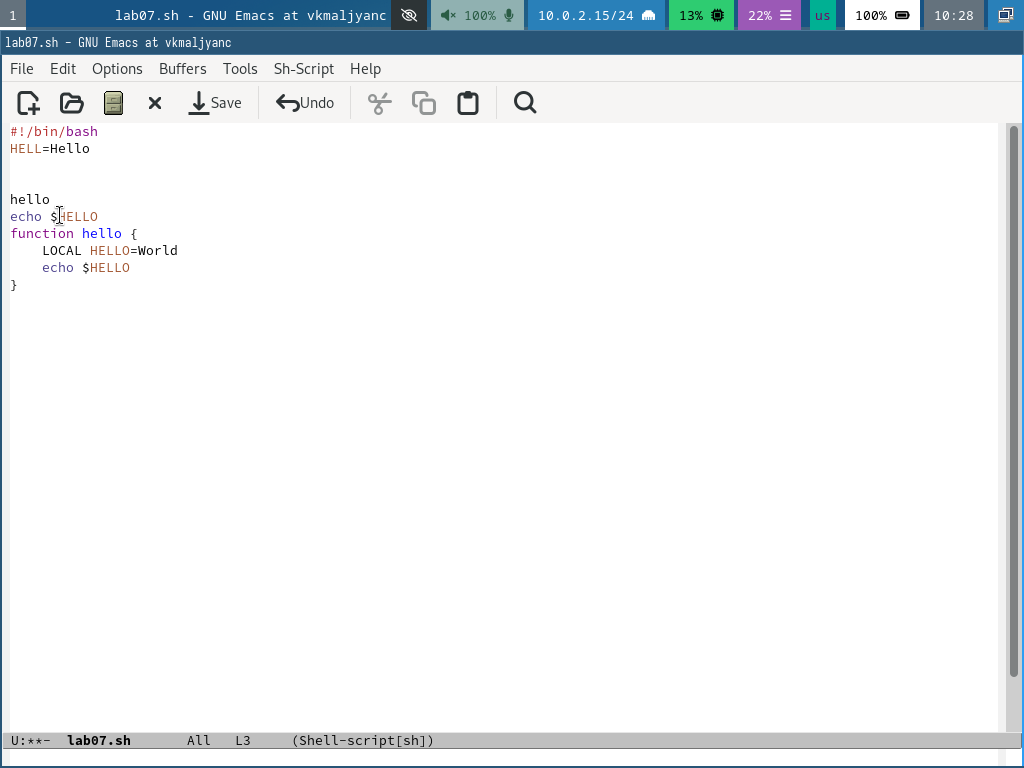 1 lab07.sh - GNU Emacs at vkmaljyanc 100% 10.0.2.15/24 13% 22% us 100% 10:28
lab07.sh - GNU Emacs at vkmaljyanc
File Edit Options Buffers Tools Sh-Script Help
Save Undo
#!/bin/bash
HELL=Hello
hello
echo $HELLO
function hello {
    LOCAL HELLO=World
    echo $HELLO
}
U:**- lab07.sh All L3 (Shell-script[sh])